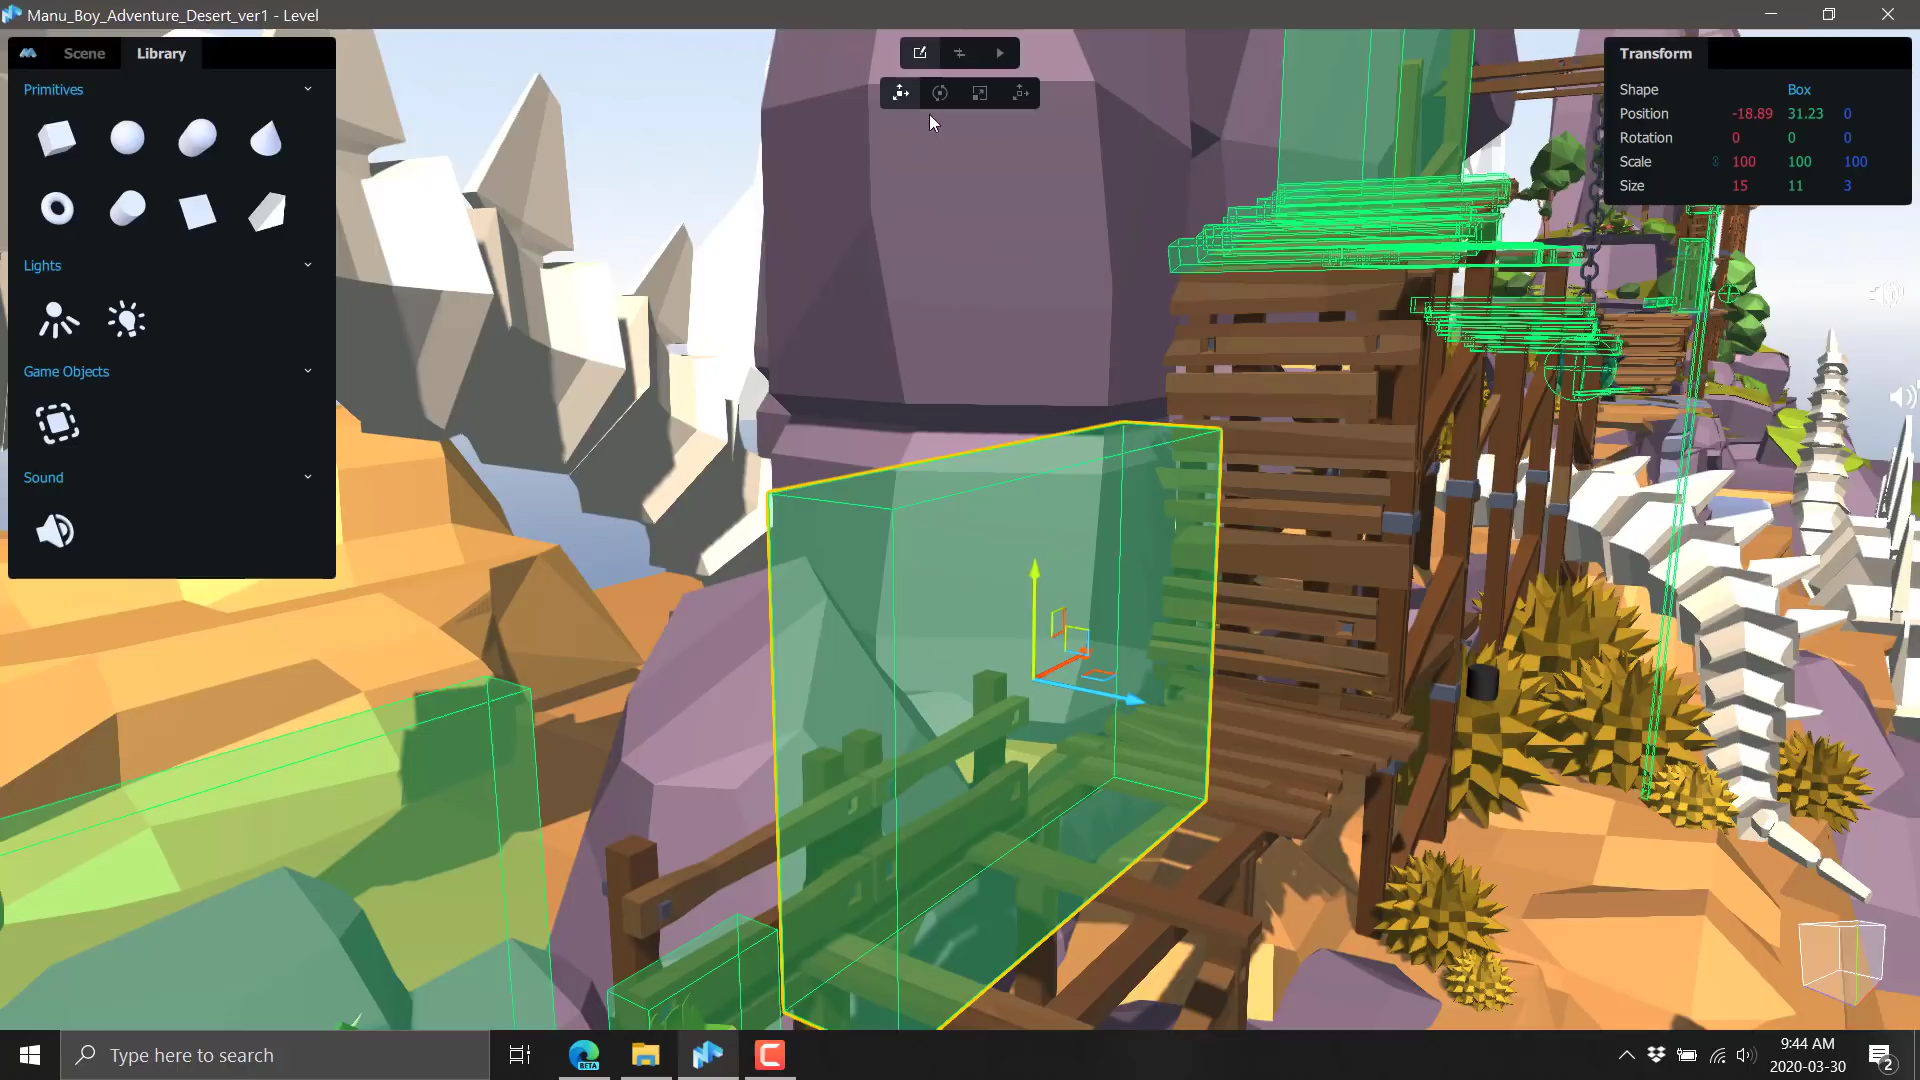 Manu_Boy_Adventure_Desert_ver1 - Level
Scene Library
Primitives
Lights
Game Objects
Sound
Transform
Shape Box
Position -18.89 31.23 0
Rotation 0 0 0
Scale 100 100 100
Size 15 11 3
Type here to search
BETA
9:44 AM
2020-03-30
2